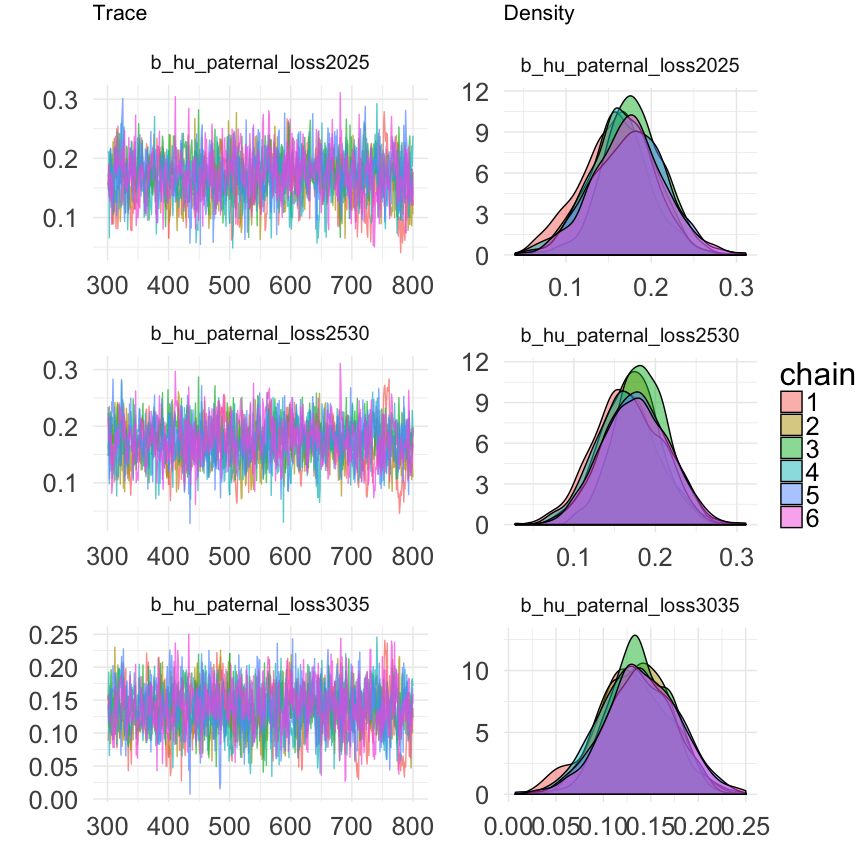 Trace
Density
b_hu_paternal_loss2025
b_hu_paternal_loss2025
0.3
0.2
0.1
300 400 500 600 700 800
12
9
6
3
0
0.1 0.2 0.3
b_hu_paternal_loss2530
b_hu_paternal_loss2530
0.3
0.2
0.1
300 400 500 600 700 800
12
9
6
3
0
0.1 0.2 0.3
chain
1
2
3
4
5
6
b_hu_paternal_loss3035
b_hu_paternal_loss3035
0.25
0.20
0.15
0.10
0.05
0.00
300 400 500 600 700 800
10
5
0
0.00 0.05 0.10 0.15 0.20 0.25